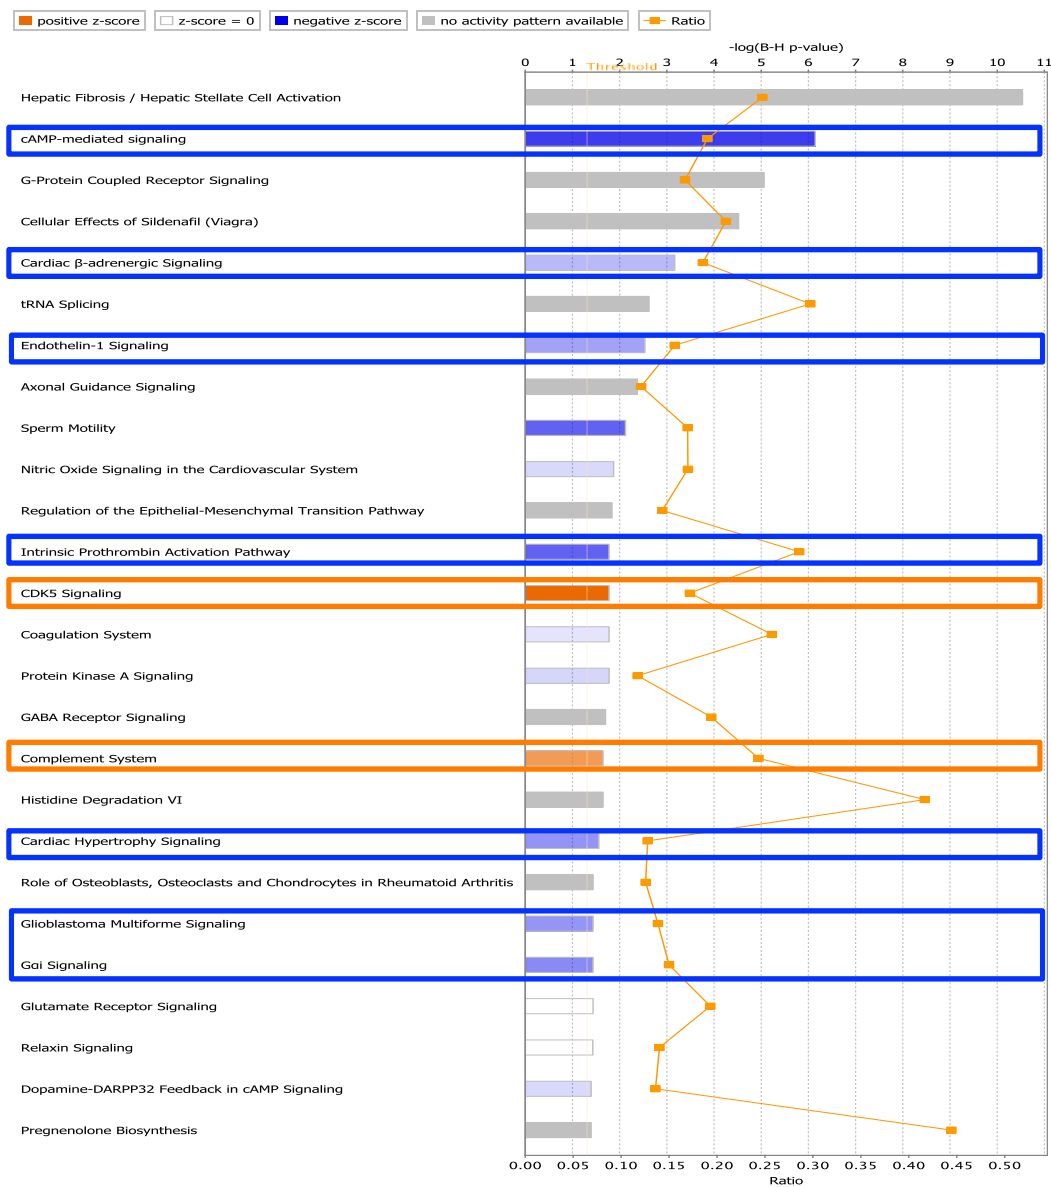 positive z-score z-score = 0 negative z-score no activity pattern available Ratio
-log(B-H p-value)
0 1 2 3 4 5 6 7 8 9 10 11
Threshold
Hepatic Fibrosis / Hepatic Stellate Cell Activation
cAMP-mediated signaling
G-Protein Coupled Receptor Signaling
Cellular Effects of Sildenafil (Viagra)
Cardiac β-adrenergic Signaling
tRNA Splicing
Endothelin-1 Signaling
Axonal Guidance Signaling
Sperm Motility
Nitric Oxide Signaling in the Cardiovascular System
Regulation of the Epithelial-Mesenchymal Transition Pathway
Intrinsic Prothrombin Activation Pathway
CDK5 Signaling
Coagulation System
Protein Kinase A Signaling
GABA Receptor Signaling
Complement System
Histidine Degradation VI
Cardiac Hypertrophy Signaling
Role of Osteoblasts, Osteoclasts and Chondrocytes in Rheumatoid Arthritis
Glioblastoma Multiforme Signaling
Gαi Signaling
Glutamate Receptor Signaling
Relaxin Signaling
Dopamine-DARPP32 Feedback in cAMP Signaling
Pregnenolone Biosynthesis
0.00 0.05 0.10 0.15 0.20 0.25 0.30 0.35 0.40 0.45 0.50
Ratio